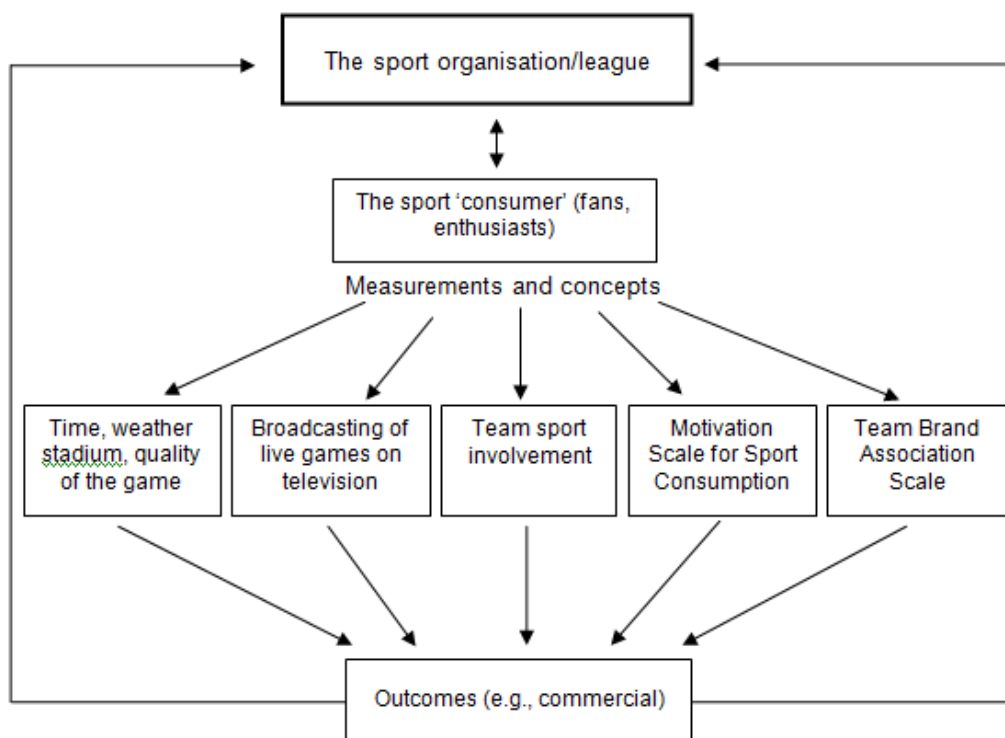 The sport organisation/league
The sport ‘consumer’ (fans,
enthusiasts)
Measurements and concepts
Time, weather
stadium, quality
of the game
Broadcasting of
live games on
television
Team sport
involvement
Motivation
Scale for Sport
Consumption
Team Brand
Association
Scale
Outcomes (e.g., commercial)